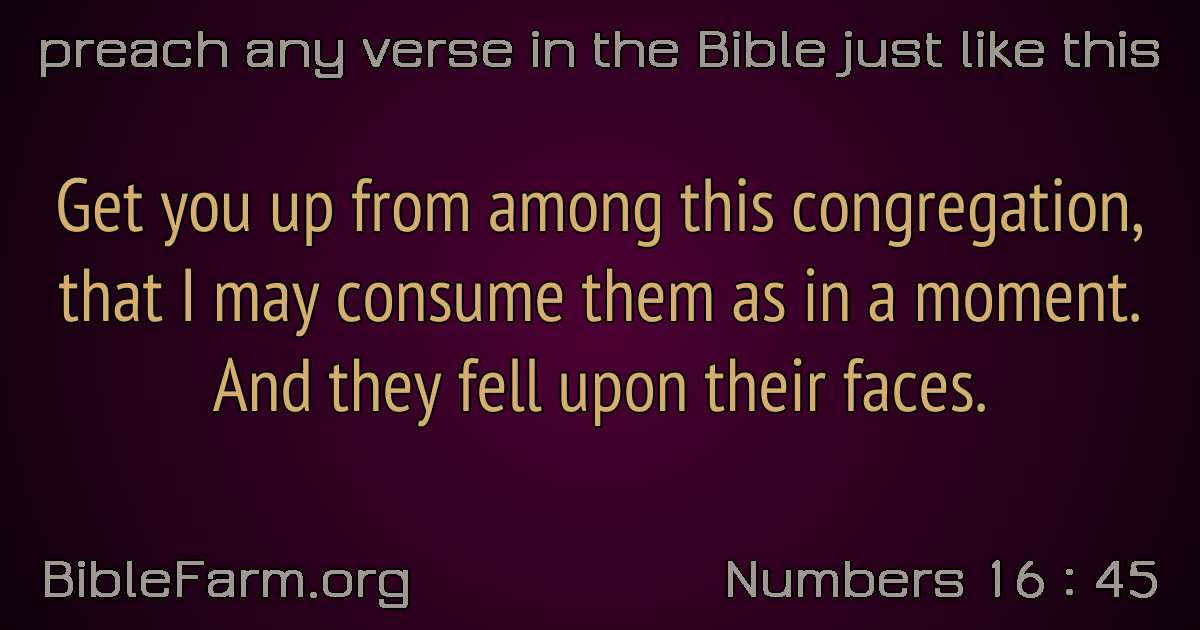 preach any verse in the Bible just like this
Get you up from among this congregation,
that I may consume them as in a moment.
And they fell upon their faces.
BibleFarm.org
Numbers 16 : 45